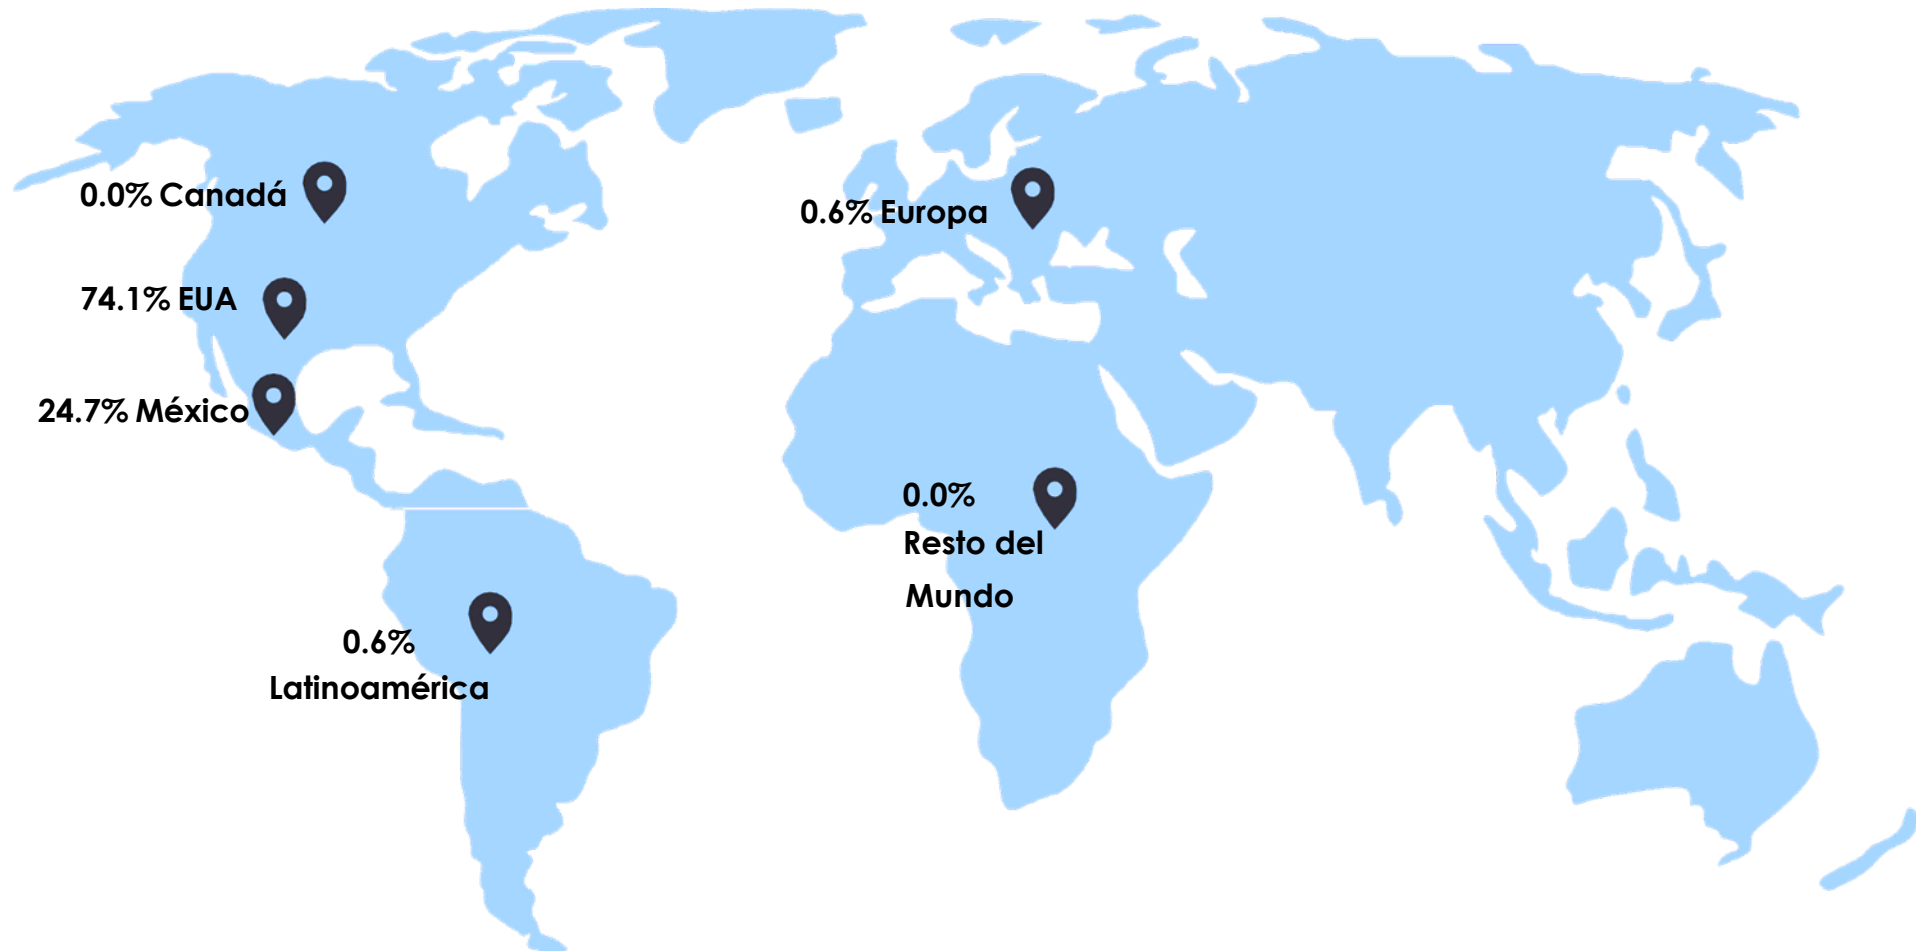 0.0% Canadá
0.6% Europa
74.1% EUA
24.7% México
0.0%
Resto del
Mundo
0.6%
Latinoamérica